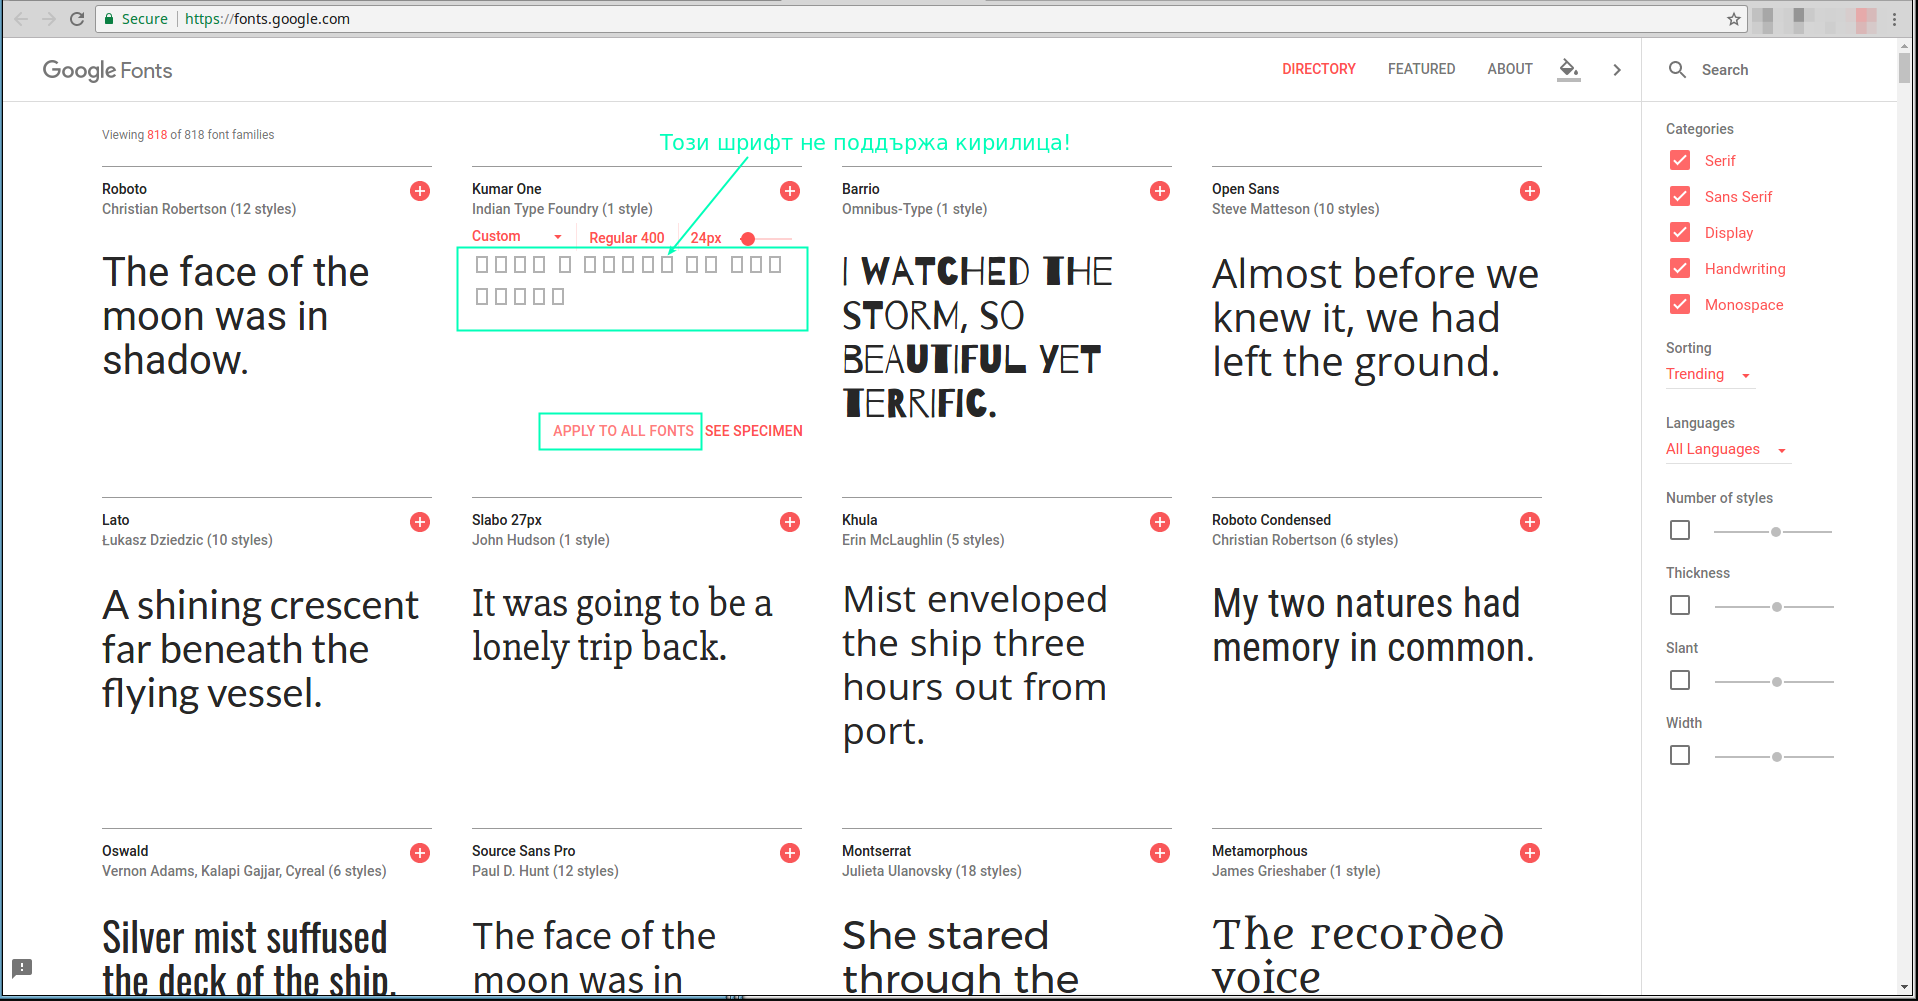 Secure https://fonts.google.com
Google Fonts
DIRECTORY FEATURED ABOUT
Search
Viewing 818 of 818 font families
Този шрифт не поддържа кирилица!
Roboto
Christian Robertson (12 styles)
The face of the
moon was in
shadow.
Kumar One
Indian Type Foundry (1 style)
Custom Regular 400 24px
APPLY TO ALL FONTS SEE SPECIMEN
Barrio
Omnibus-Type (1 style)
I WATCHED THE
STORM, SO
BEAUTIFUL YET
TERRIFIC.
Open Sans
Steve Matteson (10 styles)
Almost before we
knew it, we had
left the ground.
Lato
Łukasz Dziedzic (10 styles)
A shining crescent
far beneath the
flying vessel.
Slabo 27px
John Hudson (1 style)
It was going to be a
lonely trip back.
Khula
Erin McLaughlin (5 styles)
Mist enveloped
the ship three
hours out from
port.
Roboto Condensed
Christian Robertson (6 styles)
My two natures had
memory in common.
Oswald
Vernon Adams, Kalapi Gajjar, Cyreal (6 styles)
Silver mist suffused
the deck of the ship.
Source Sans Pro
Paul D. Hunt (12 styles)
The face of the
moon was in
Montserrat
Julieta Ulanovsky (18 styles)
She stared
through the
Metamorphous
James Grieshaber (1 style)
The recorded
voice
Categories
Serif
Sans Serif
Display
Handwriting
Monospace
Sorting
Trending
Languages
All Languages
Number of styles
Thickness
Slant
Width